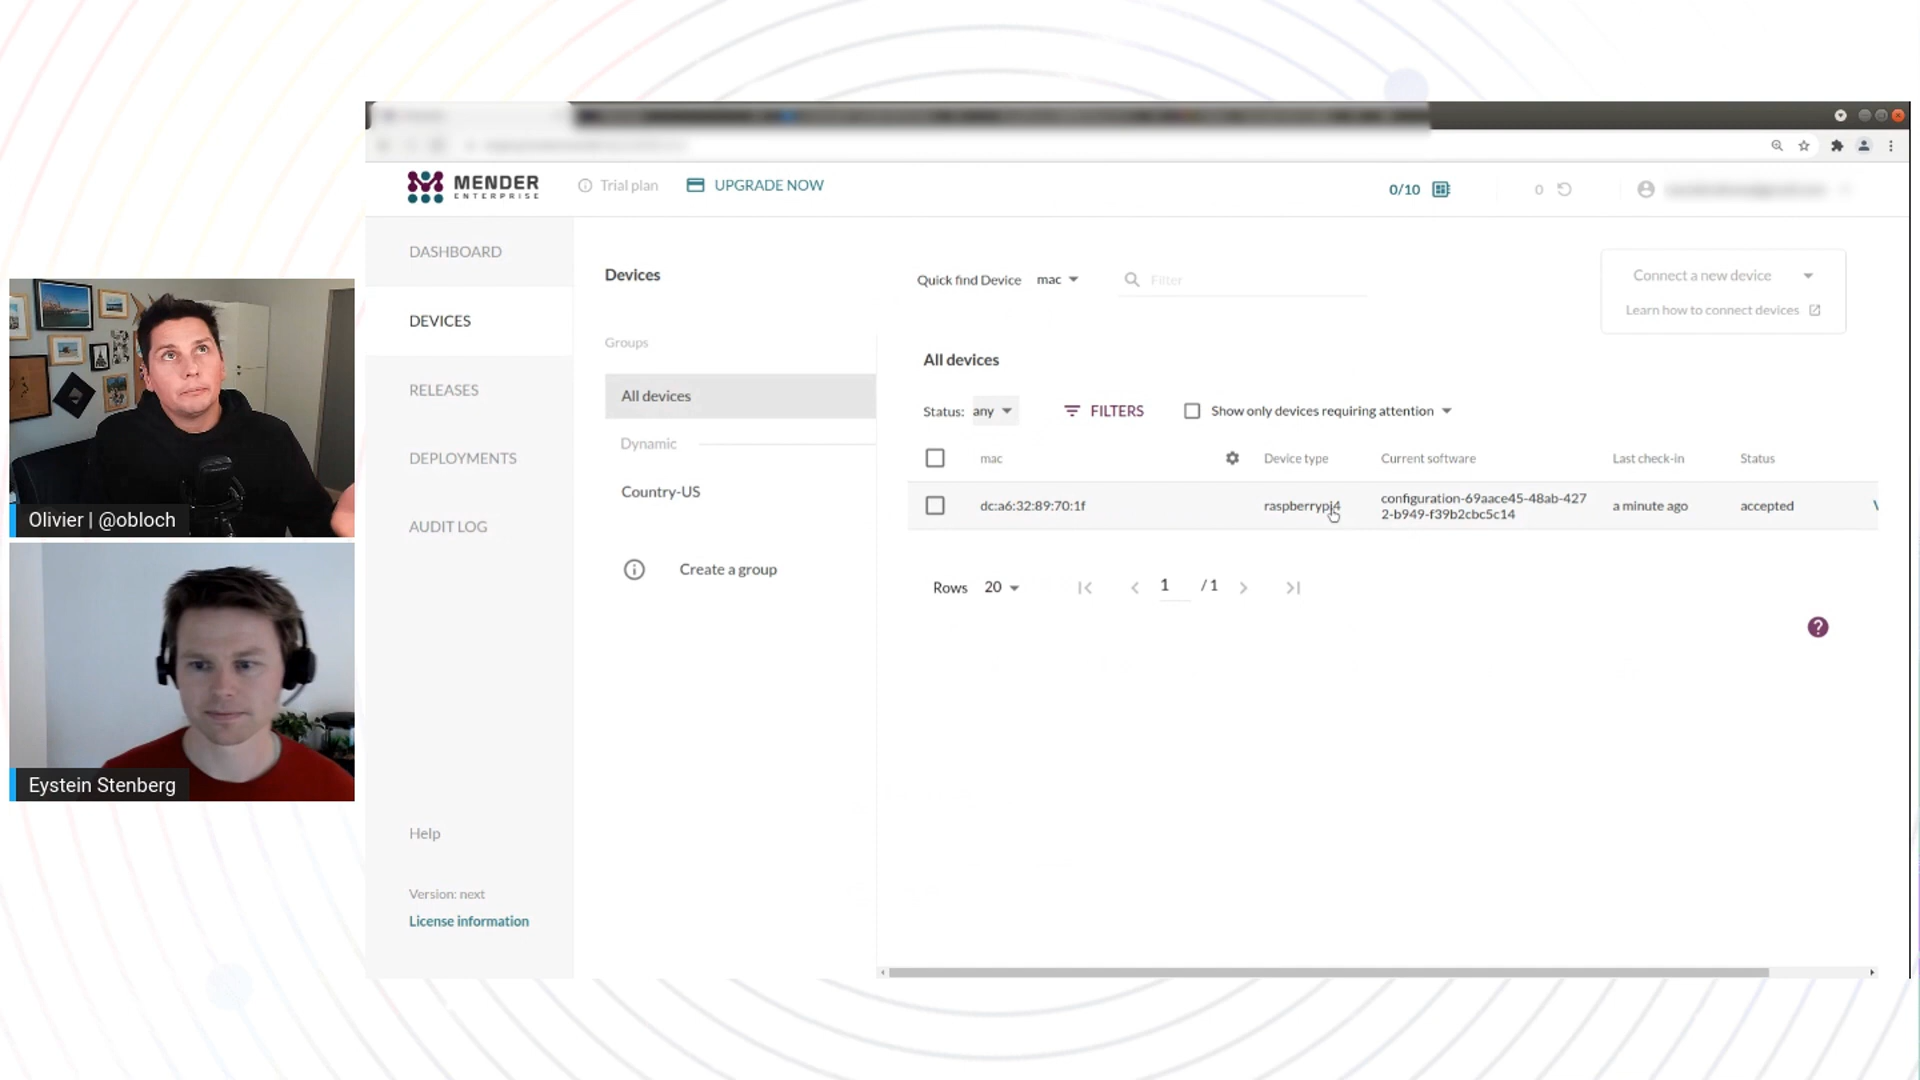 MENDER
ENTERPRISE
Trial plan
UPGRADE NOW
0/10
0
DASHBOARD
DEVICES
RELEASES
DEPLOYMENTS
AUDIT LOG
Help
Version: next
License information
Devices
Groups
All devices
Dynamic
Country-US
Create a group
Quick find Device mac
Filter
Connect a new device
Learn how to connect devices
All devices
Status: any
FILTERS
Show only devices requiring attention
mac
Device type
Current software
Last check-in
Status
dc:a6:32:89:70:1f
raspberrypi4
configuration-69aace45-48ab-427
2-b949-f39b2cbc5c14
a minute ago
accepted
Rows 20
1 / 1
?
Olivier | @obloch
Eystein Stenberg